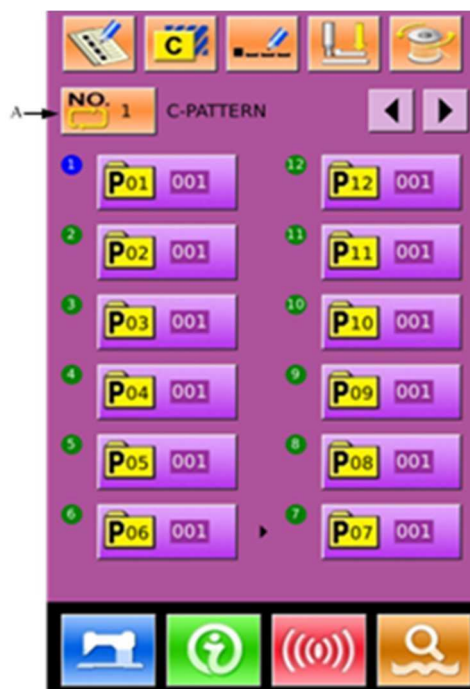 C
A NO. 1 C-PATTERN
1 P01 001 12 P12 001
2 P02 001 11 P11 001
3 P03 001 10 P10 001
4 P04 001 9 P09 001
5 P05 001 8 P08 001
6 P06 001 7 P07 001
i